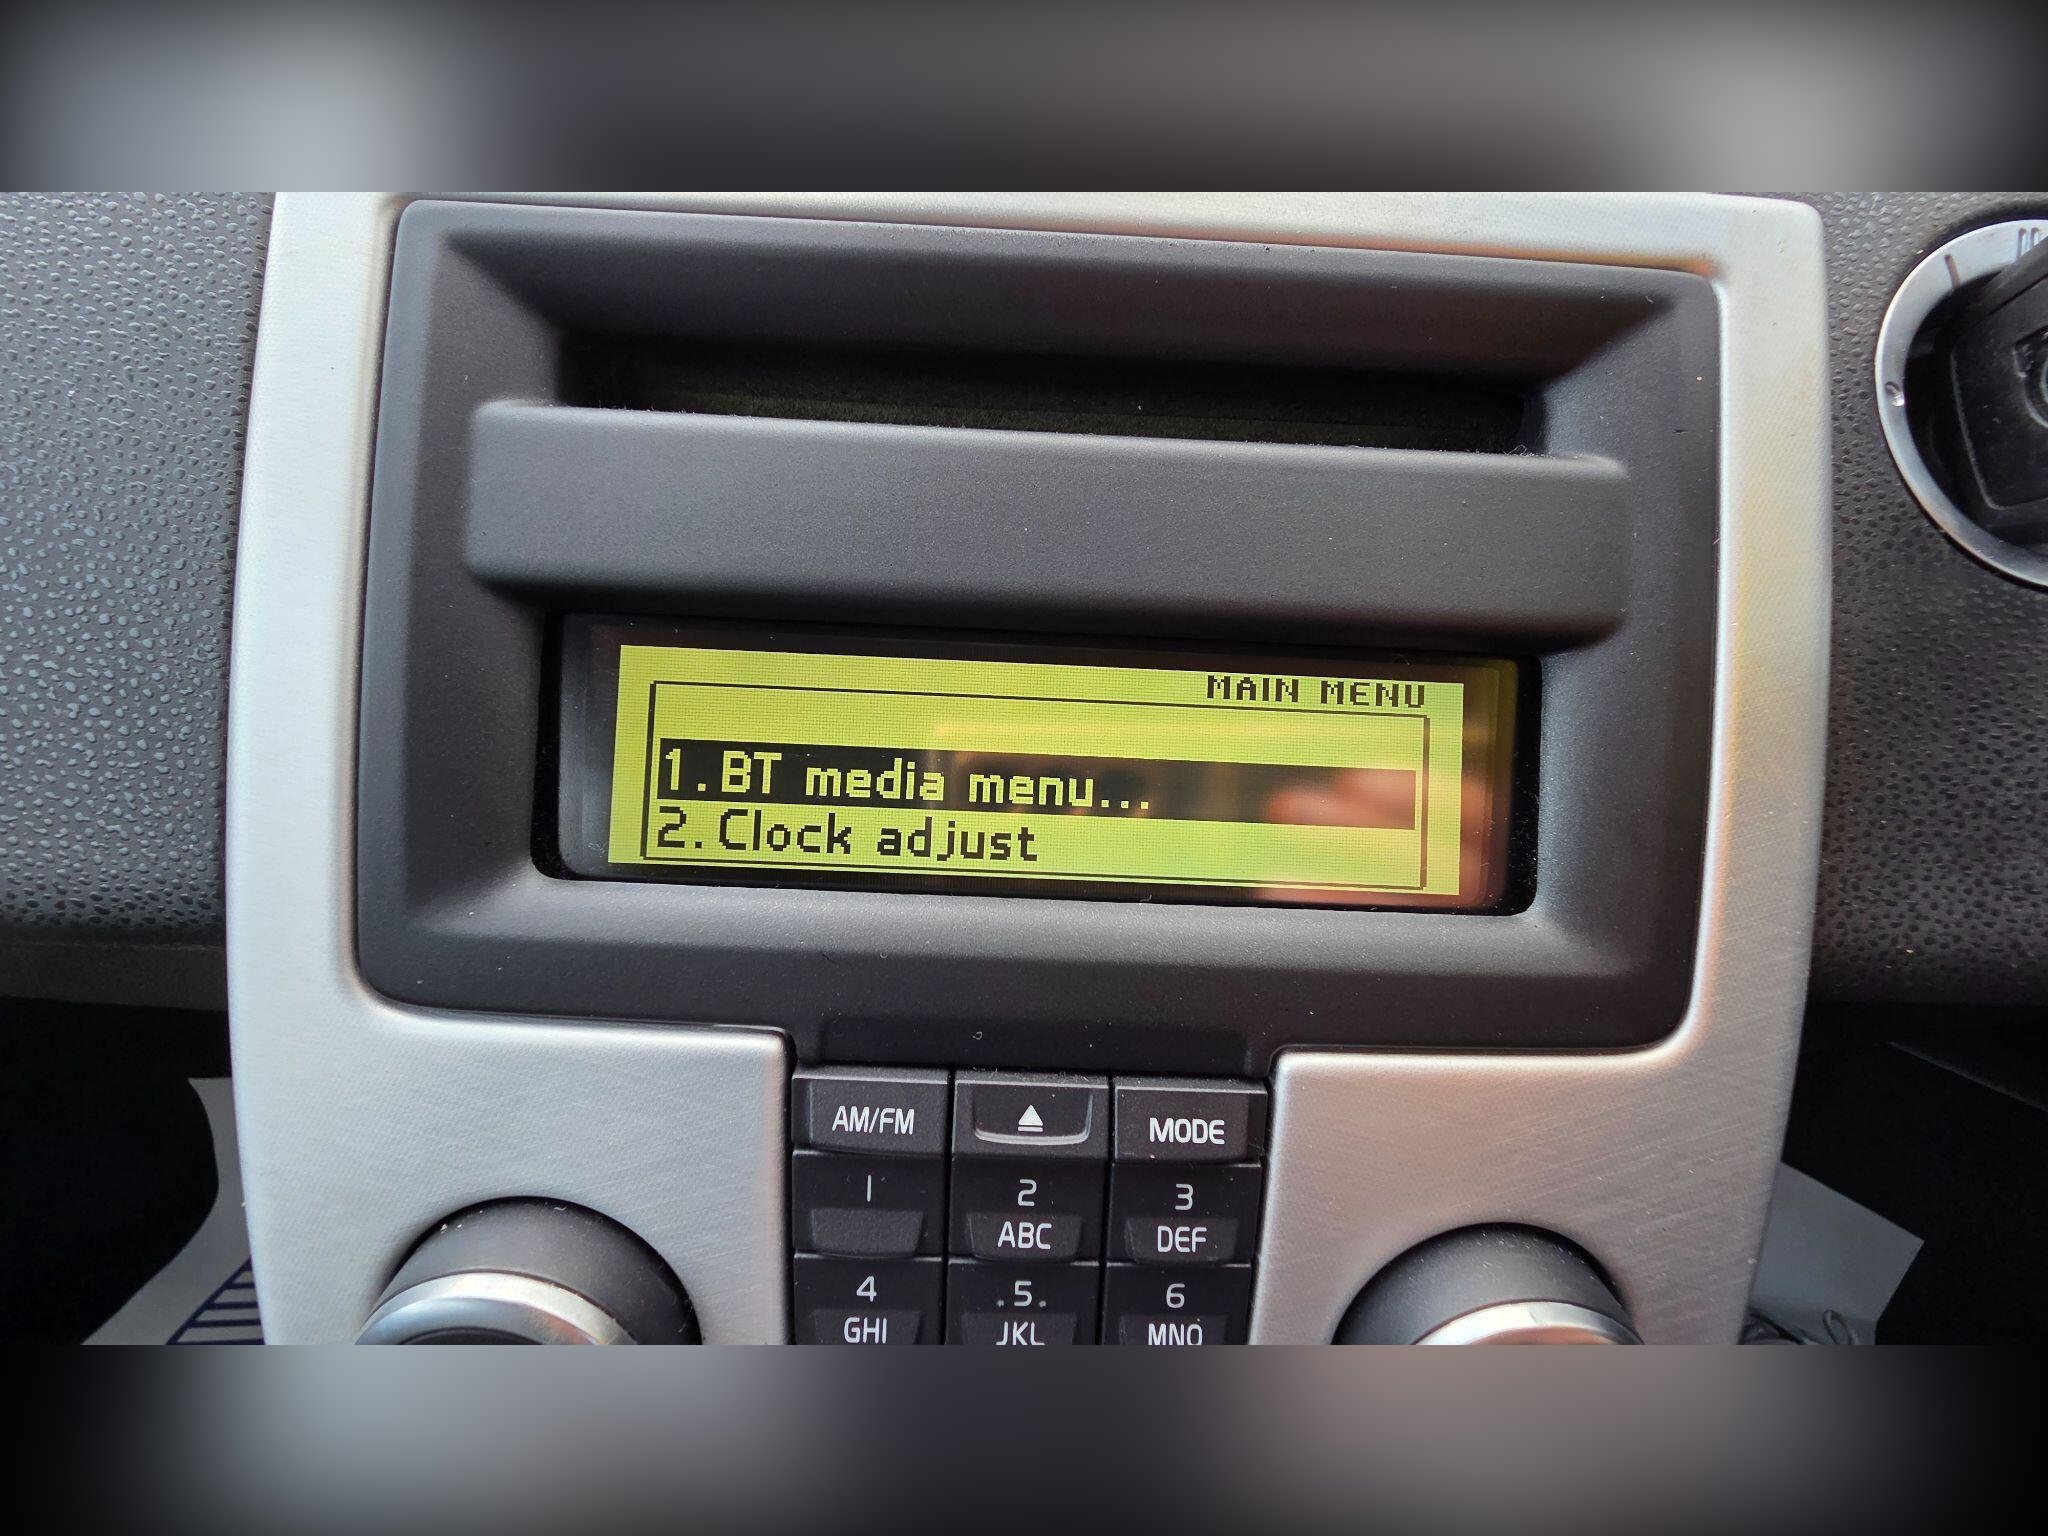 MAIN MENU
1.BT media menu...
2.Clock adjust
AM/FM
MODE
1
2
3
ABC
DEF
4
.5.
6
GHI
JKL
MNO